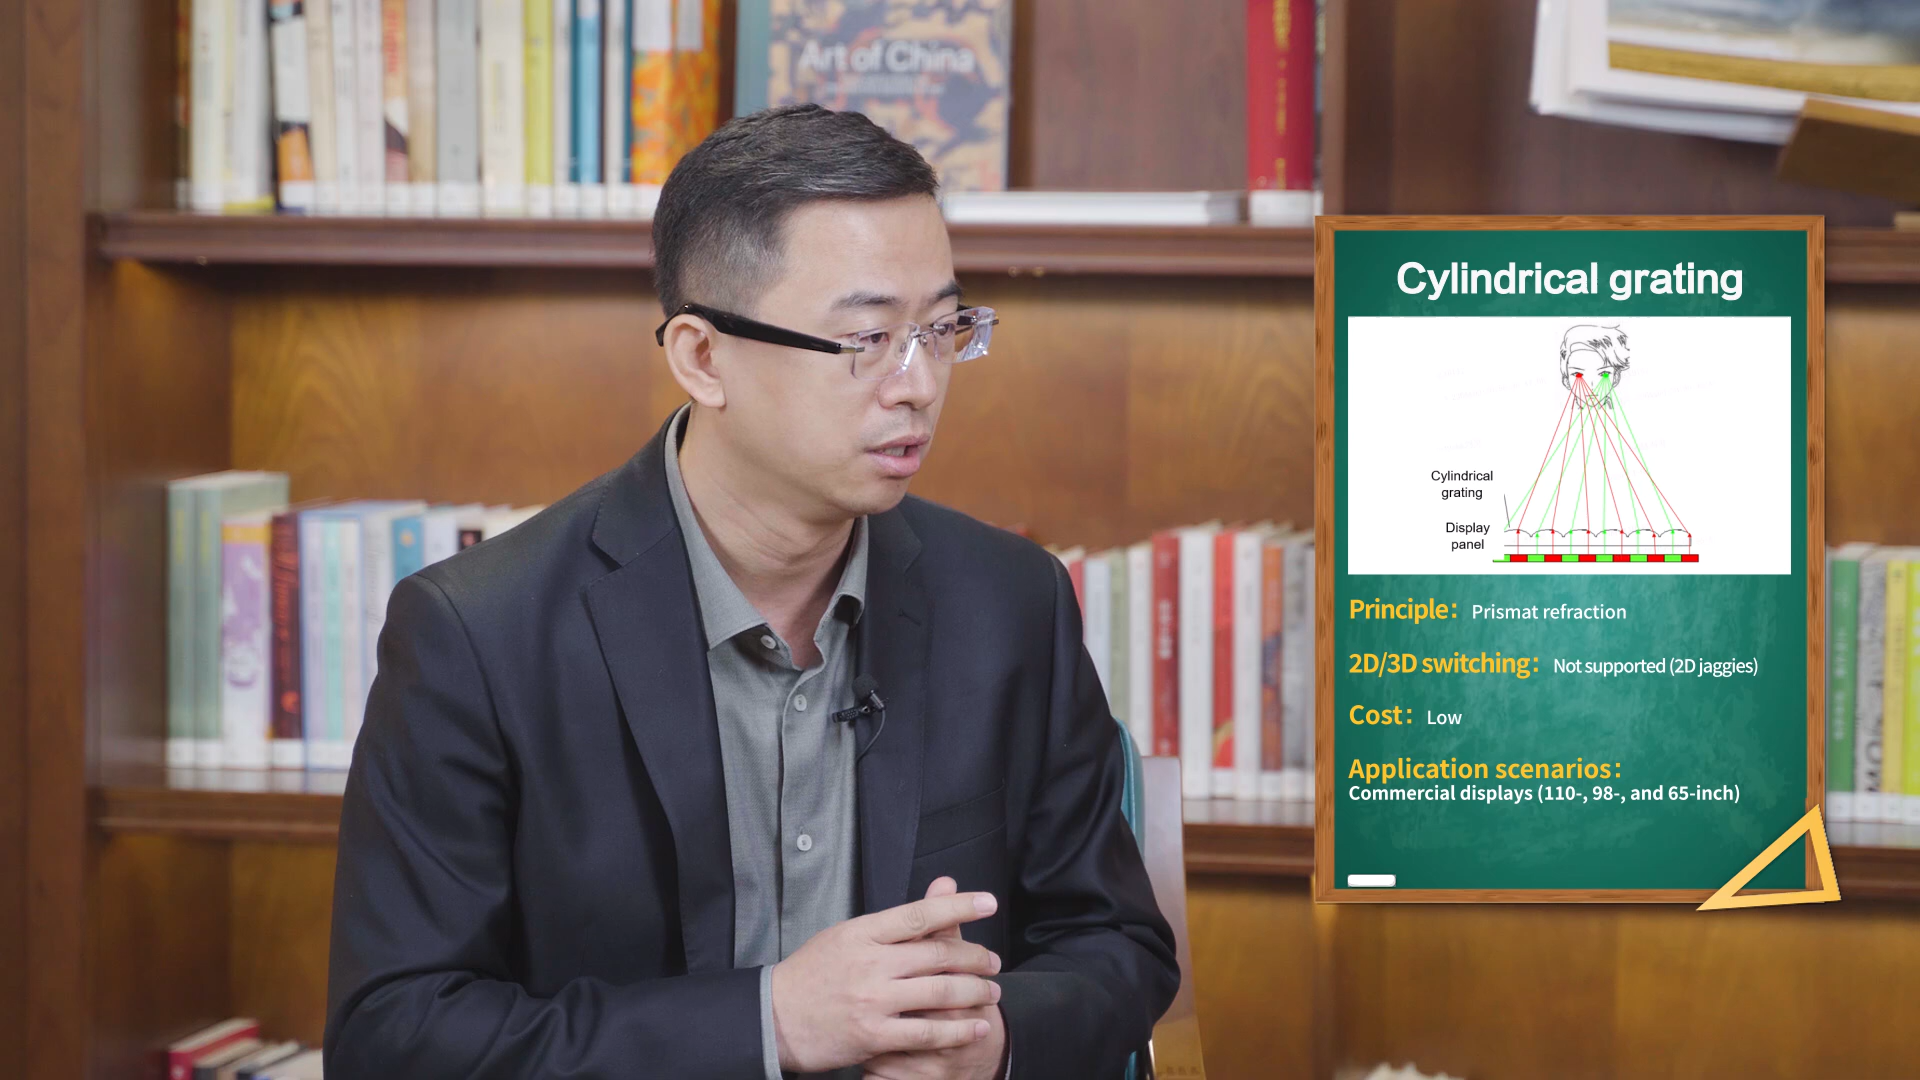 Art of China
Cylindrical grating
Cylindrical
grating
Display
panel
Principle: Prismat refraction
2D/3D switching: Not supported (2D jaggies)
Cost: Low
Application scenarios:
Commercial displays (110-, 98-, and 65-inch)